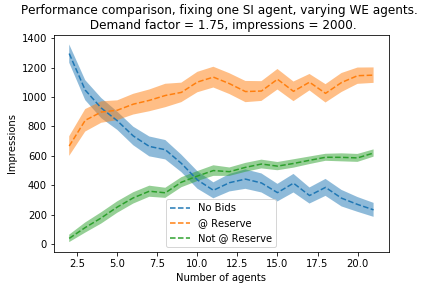 Performance comparison, fixing one SI agent, varying WE agents.
Demand factor = 1.75, impressions = 2000.
1400
1200
1000
800
600
400
200
0
Impressions
No Bids
@ Reserve
Not @ Reserve
2.5 5.0 7.5 10.0 12.5 15.0 17.5 20.0
Number of agents